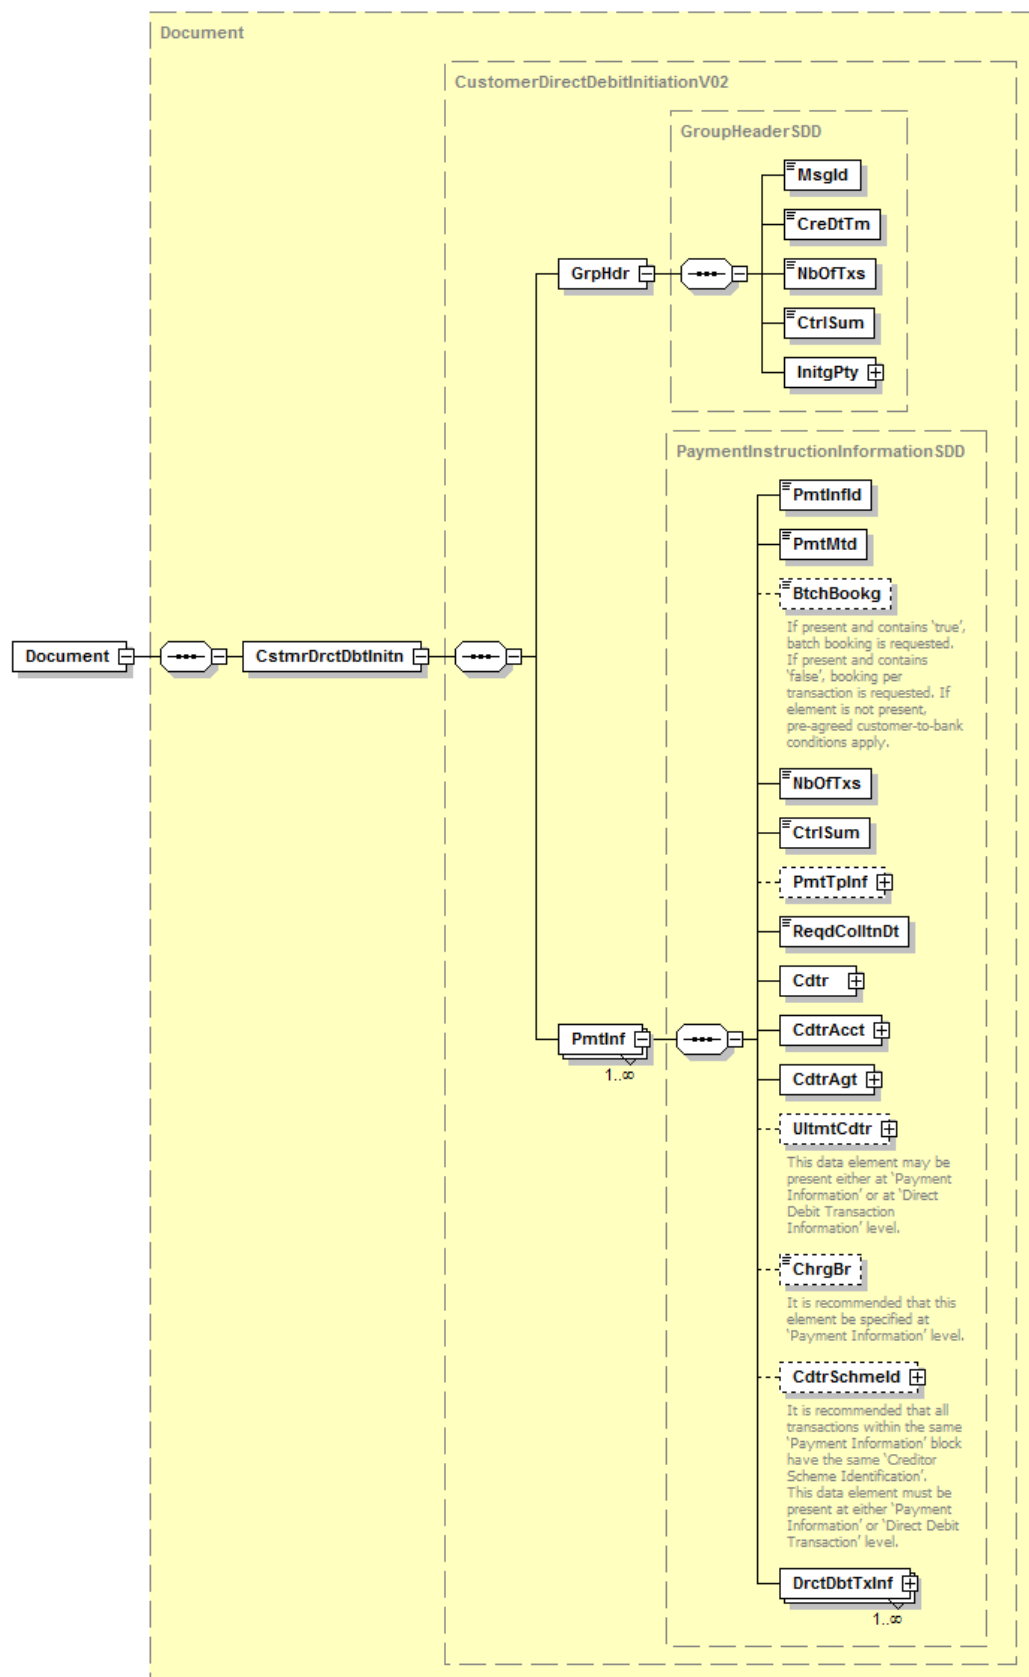 Document
CustomerDirectDebitInitiationV02
GroupHeaderSDD
MsgId
CreDtTm
GrpHdr
NbOfTxs
CtrlSum
InitgPty
PaymentInstructionInformationSDD
PmtInfId
PmtMtd
BtchBookg
If present and contains ‘true’,
batch booking is requested.
If present and contains
‘false’, booking per
transaction is requested. If
element is not present,
pre-agreed customer-to-bank
conditions apply.
Document
CstmrDrctDbtInitn
NbOfTxs
CtrlSum
PmtTpInf
ReqdColltnDt
Cdtr
PmtInf
1..∞
CdtrAcct
CdtrAgt
UltmtCdtr
This data element may be
present either at ‘Payment
Information’ or at ‘Direct
Debit Transaction
Information’ level.
ChrgBr
It is recommended that this
element be specified at
‘Payment Information’ level.
CdtrSchmeId
It is recommended that all
transactions within the same
‘Payment Information’ block
have the same ‘Creditor
Scheme Identification’.
This data element must be
present at either ‘Payment
Information’ or ‘Direct Debit
Transaction’ level.
DrctDbtTxInf
1..∞